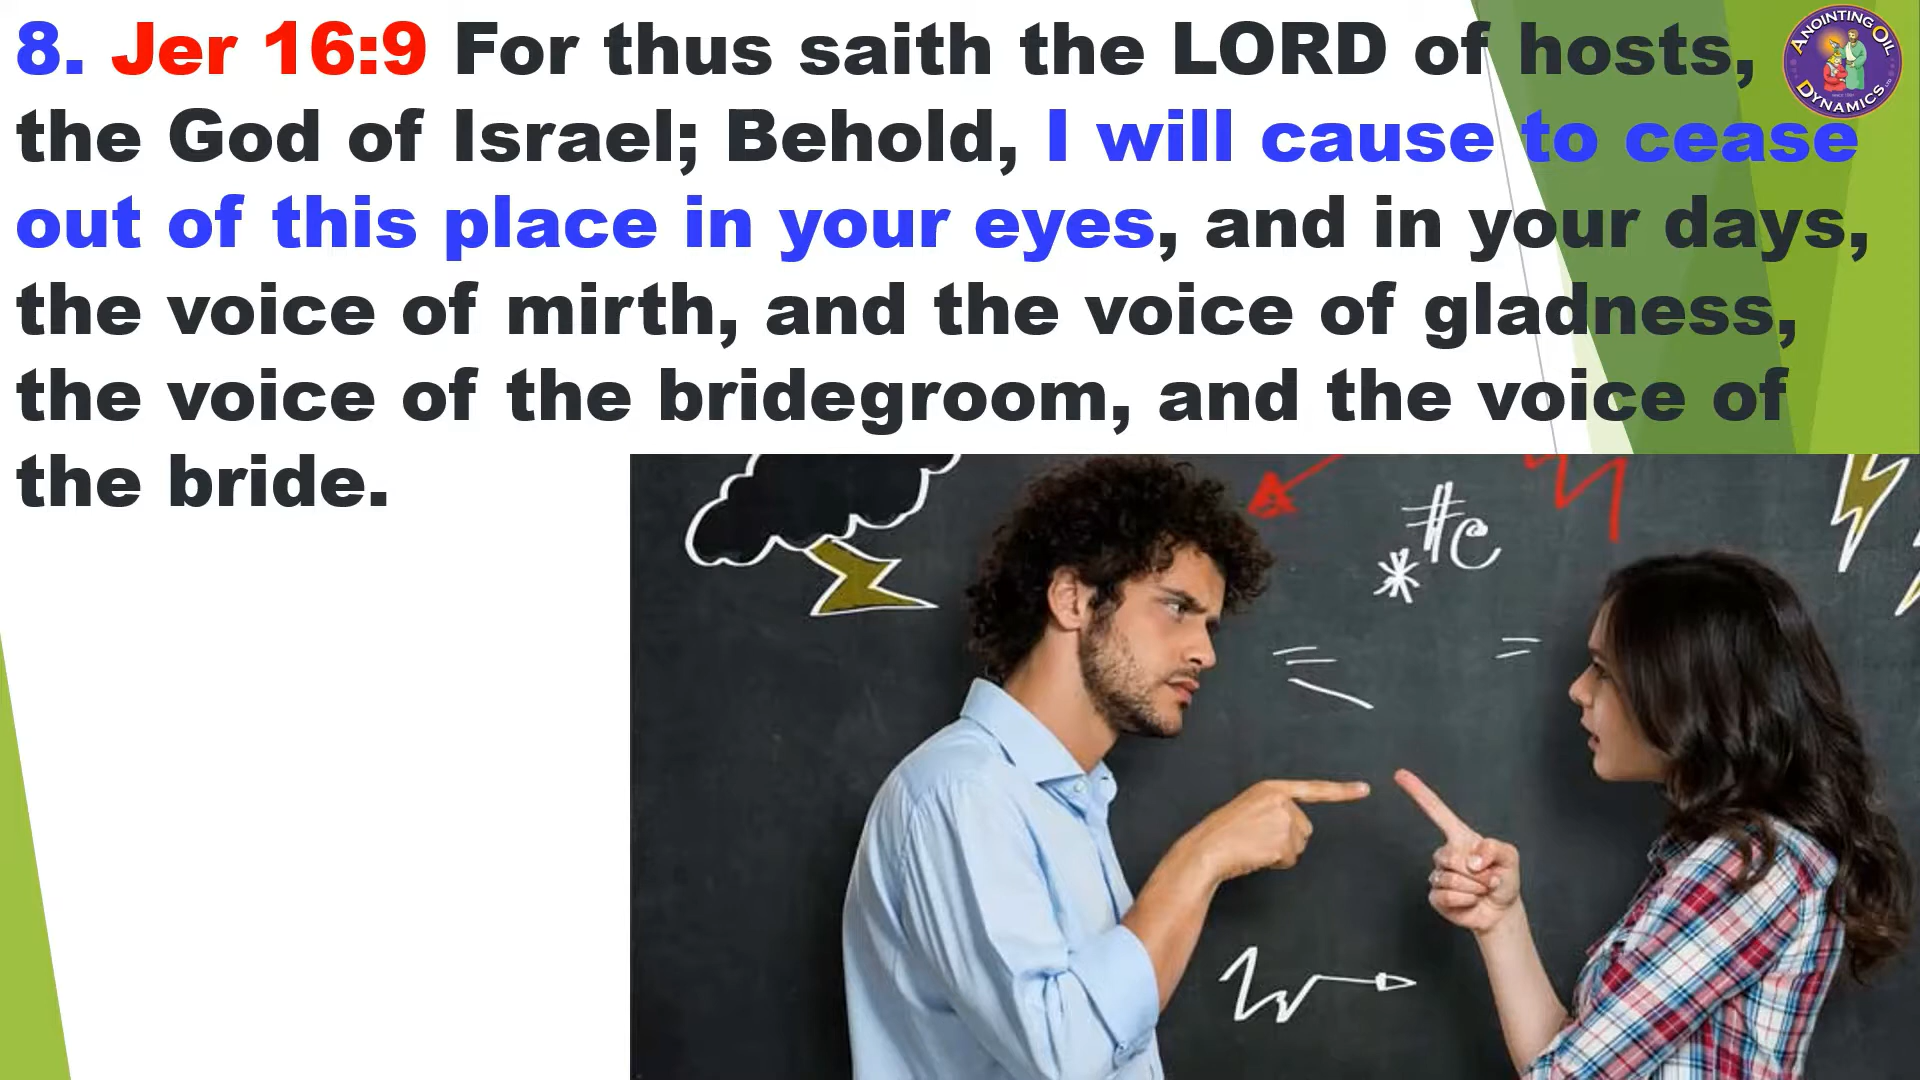 8. Jer 16:9 For thus saith the LORD of hosts,
the God of Israel; Behold, I will cause to cease
out of this place in your eyes, and in your days,
the voice of mirth, and the voice of gladness,
the voice of the bridegroom, and the voice of
the bride.
ANOINTING OIL
DYNAMICS
#e
*